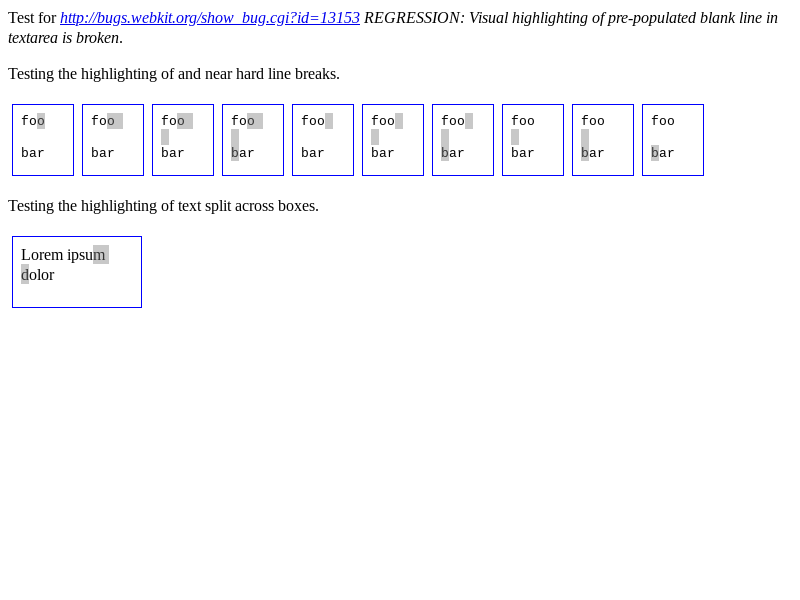 Test for http://bugs.webkit.org/show_bug.cgi?id=13153 REGRESSION: Visual highlighting of pre-populated blank line in
textarea is broken.
Testing the highlighting of and near hard line breaks.
foo foo foo foo foo foo foo foo foo foo
bar bar bar bar bar bar bar bar bar bar
Testing the highlighting of text split across boxes.
Lorem ipsum
dolor